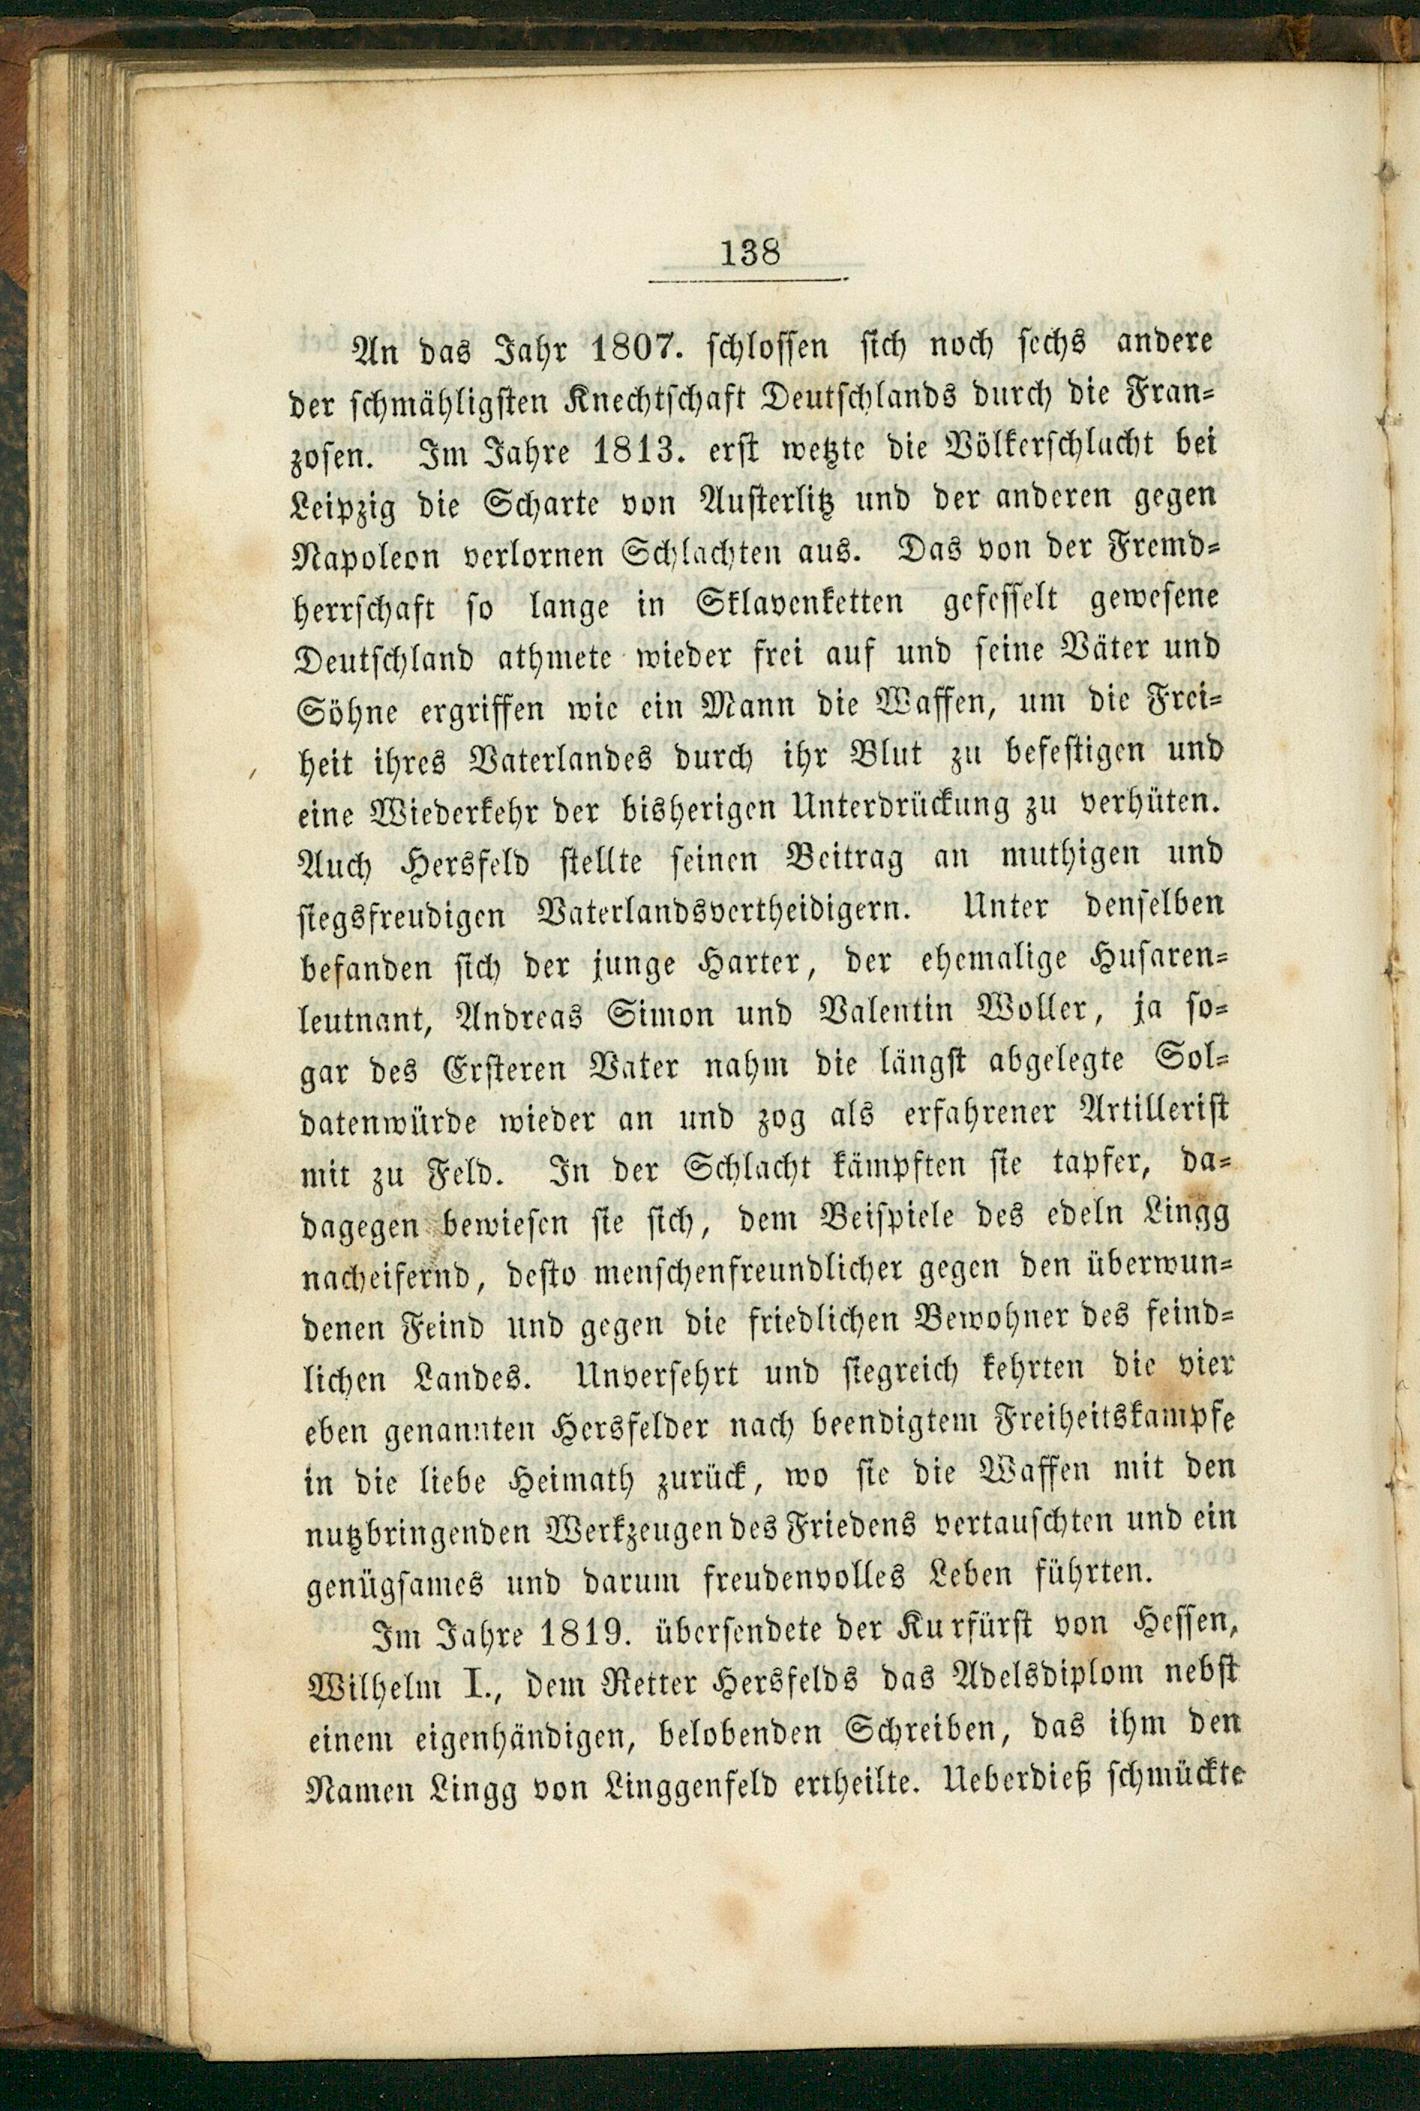 138
An das Jahr 1807. schlossen sich noch sechs andere
der schmähligsten Knechtschaft Deutschlands durch die Fran-
zosen. Im Jahre 1813. erst wetzte die Völkerschlacht bei
Leipzig die Scharte von Austerlitz und der anderen gegen
Napoleon verlornen Schlachten aus. Das von der Fremd-
herrschaft so lange in Sklavenketten gefesselt gewesene
Deutschland athmete wieder frei auf und seine Väter und
Söhne ergriffen wie ein Mann die Waffen, um die Frei-
heit ihres Vaterlandes durch ihr Blut zu befestigen und
eine Wiederkehr der bisherigen Unterdrückung zu verhüten.
Auch Hersfeld stellte seinen Beitrag an muthigen und
siegsfreudigen Vaterlandsvertheidigern. Unter denselben
befanden sich der junge Harter, der ehemalige Husaren-
leutnant, Andreas Simon und Valentin Woller, ja so-
gar des Ersteren Vater nahm die längst abgelegte Sol-
datenwürde wieder an und zog als erfahrener Artillerist
mit zu Feld. In der Schlacht kämpften sie tapfer, da-
dagegen bewiesen sie sich, dem Beispiele des edeln Lingg
nacheifernd, desto menschenfreundlicher gegen den überwun-
denen Feind und gegen die friedlichen Bewohner des feind-
lichen Landes. Unversehrt und siegreich kehrten die vier
eben genannten Hersfelder nach beendigtem Freiheitskampfe
in die liebe Heimath zurück, wo sie die Waffen mit den
nutzbringenden Werkzeugen des Friedens vertauschten und ein
genügsames und darum freudenvolles Leben führten.
Im Jahre 1819. übersendete der Kurfürst von Hessen,
Wilhelm I., dem Retter Hersfelds das Adelsdiplom nebst
einem eigenhändigen, belobenden Schreiben, das ihm den
Namen Lingg von Linggenfeld ertheilte. Ueberdieß schmückte